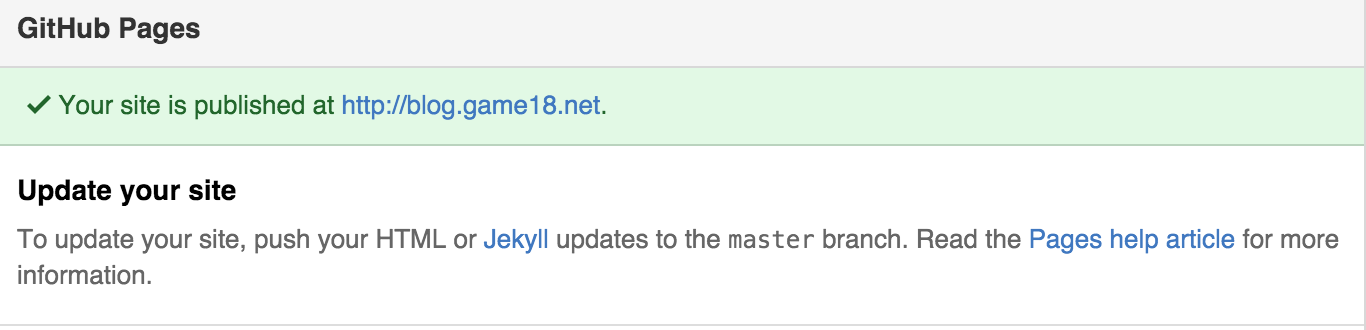 GitHub Pages
✓ Your site is published at http://blog.game18.net.
Update your site
To update your site, push your HTML or Jekyll updates to the master branch. Read the Pages help article for more
information.